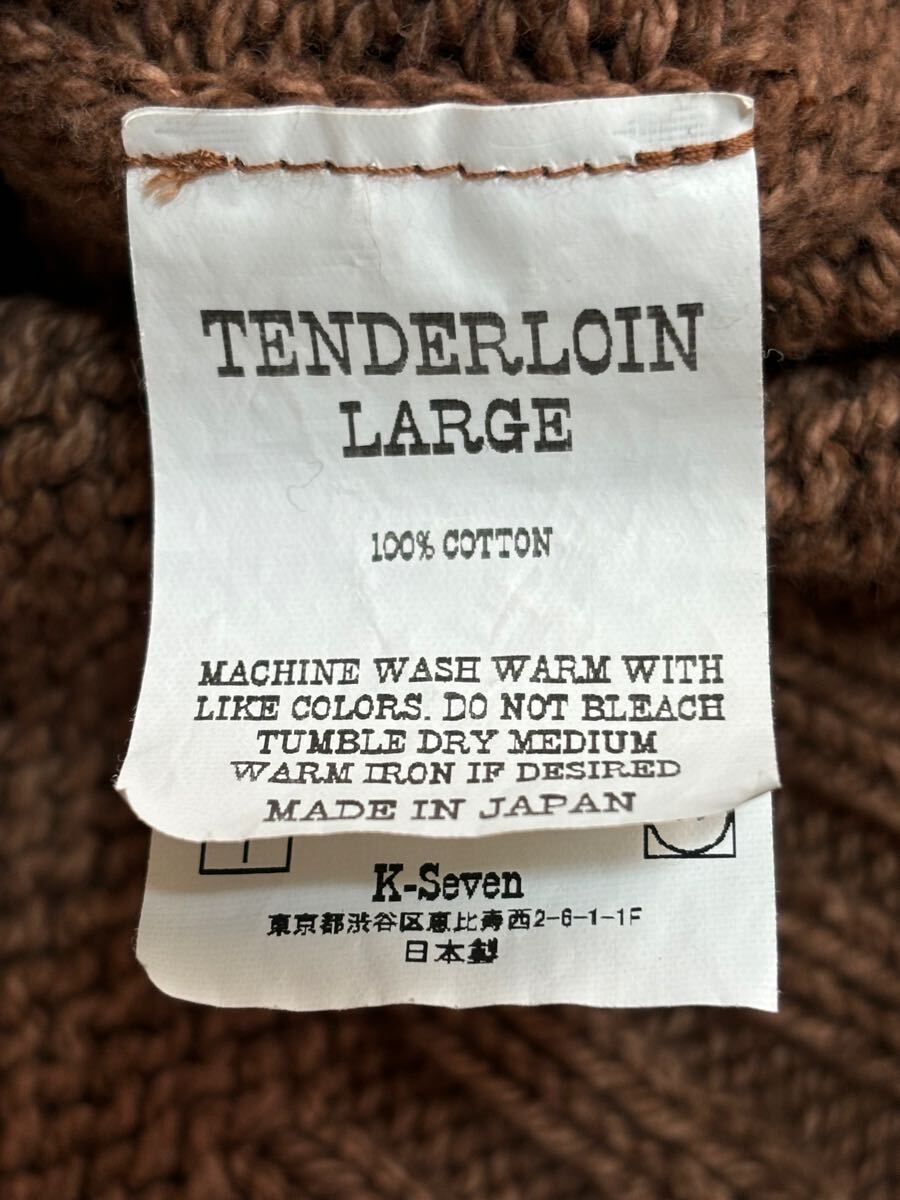 TENDERLOIN
LARGE
100% COTTON
MACHINE WASH WARM WITH
LIKE COLORS. DO NOT BLEACH
TUMBLE DRY MEDIUM
WARM IRON IF DESIRED
MADE IN JAPAN
K-Seven
東京都渋谷区恵比寿西2-6-1-1F
日本製